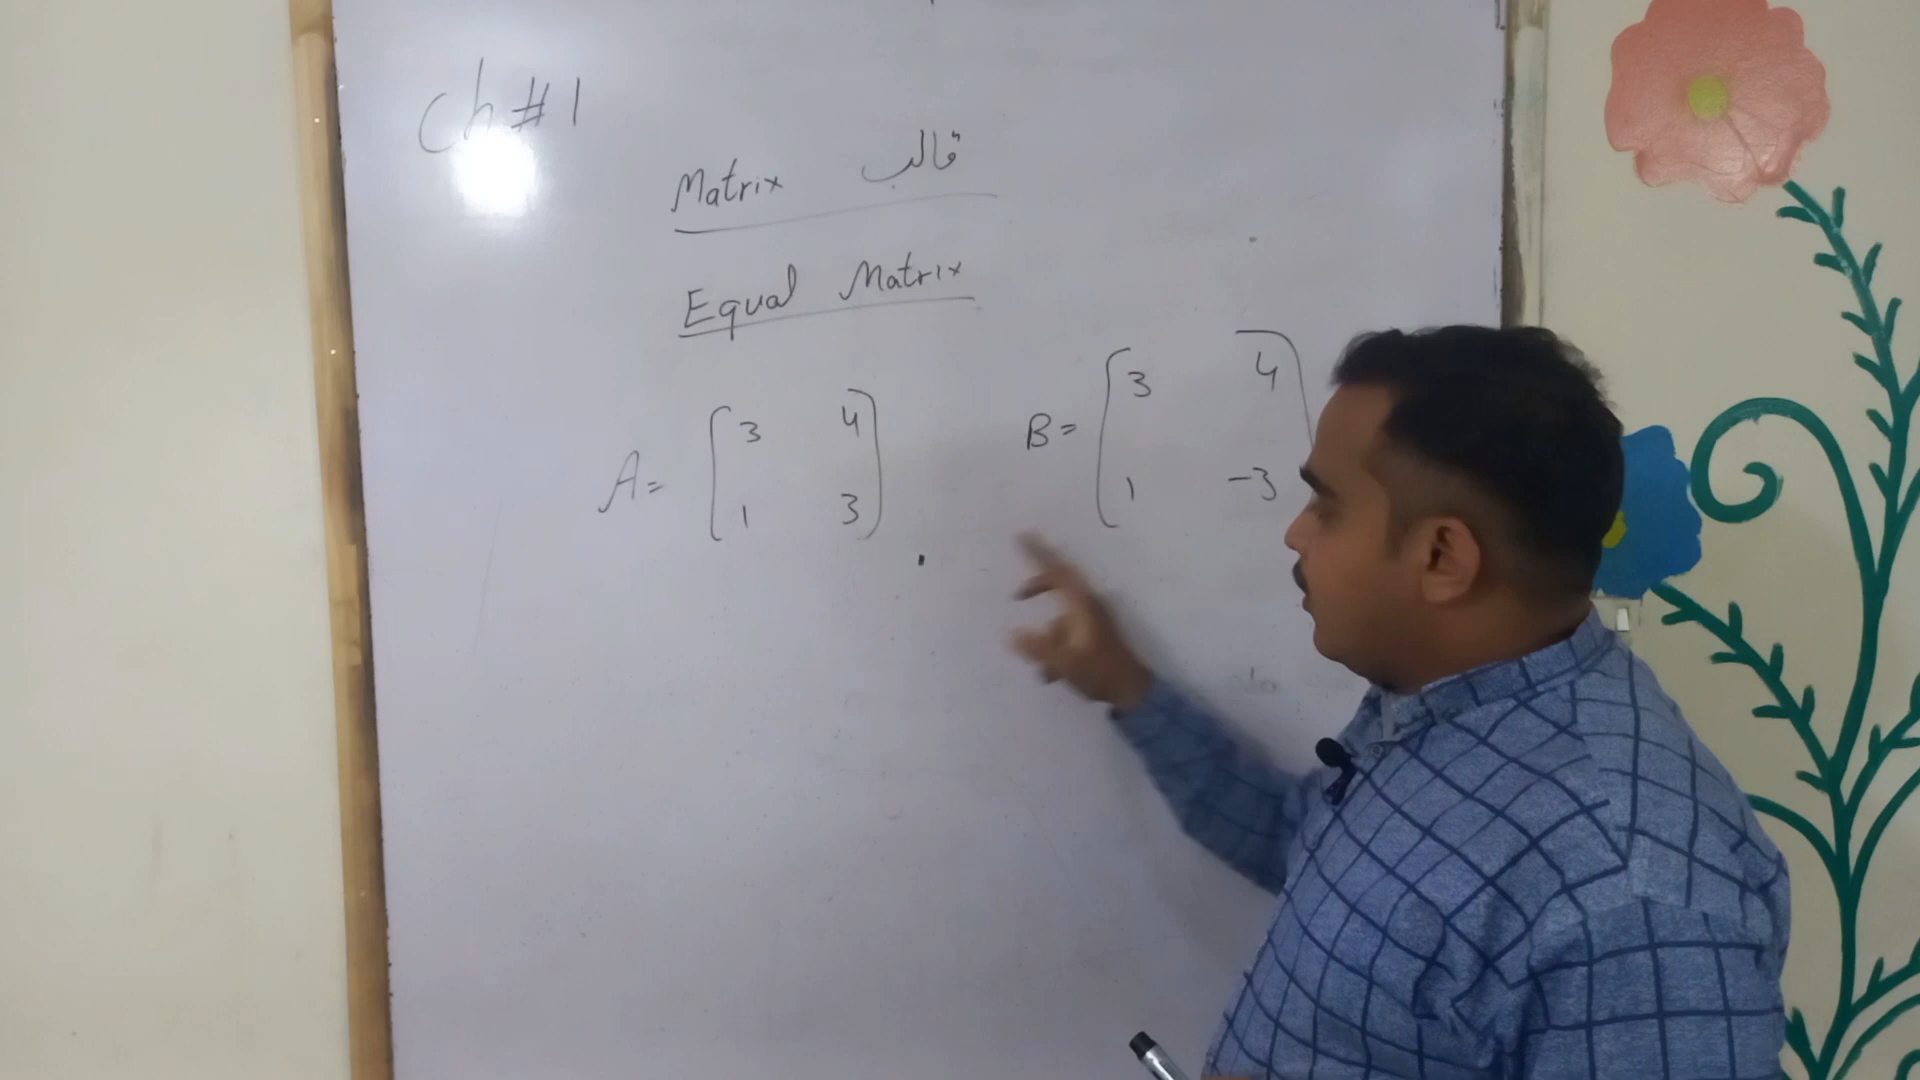 Ch #1
Matrix قالب
Equal Matrix
A= [3 4
1 3]
B= [3 4
1 -3